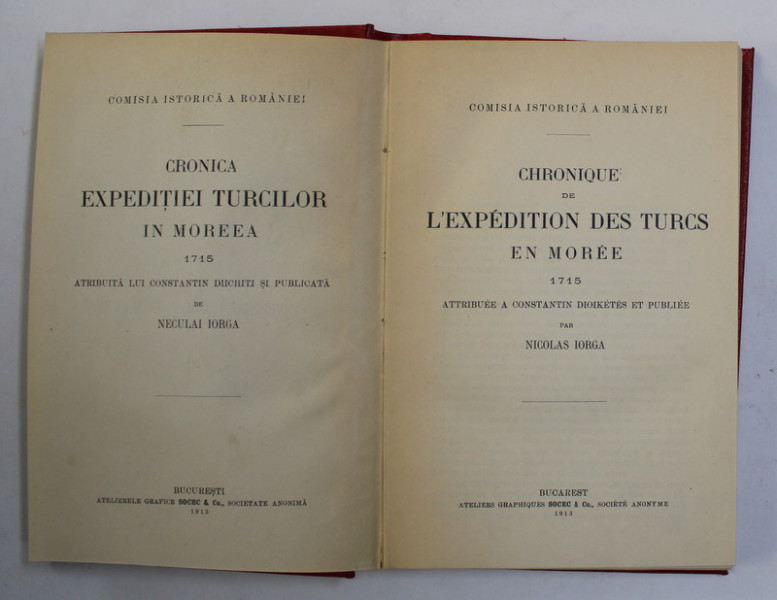 COMISIA ISTORICĂ A ROMÂNIEI
CRONICA
EXPEDIȚIEI TURCILOR
IN MOREEA
1715
ATRIBUITĂ LUI CONSTANTIN DIICHITI ȘI PUBLICATĂ
DE
NECULAI IORGA
BUCUREȘTI
ATELIERELE GRAFICE SOCEC & Co., SOCIETATE ANONIMĂ
1913
COMISIA ISTORICĂ A ROMÂNIEI
CHRONIQUE
DE
L'EXPÉDITION DES TURCS
EN MORÉE
1715
ATTRIBUÉE A CONSTANTIN DIOIKÉTÉS ET PUBLIÉE
PAR
NICOLAS IORGA
BUCAREST
ATELIERS GRAPHIQUES SOCEC & Co., SOCIÉTÉ ANONYME
1913